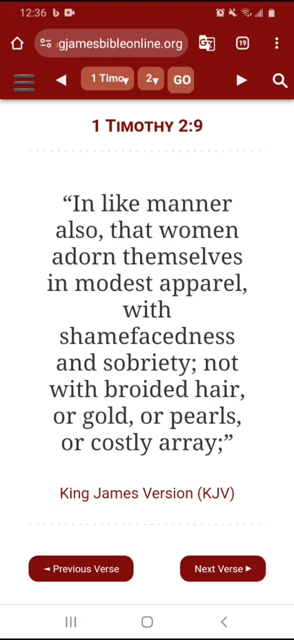 12:36
gjamesbibleonline.org
19
1 Timo
2
GO
1 TIMOTHY 2:9
“In like manner
also, that women
adorn themselves
in modest apparel,
with
shamefacedness
and sobriety; not
with broided hair,
or gold, or pearls,
or costly array;”
King James Version (KJV)
◄ Previous Verse
Next Verse ►